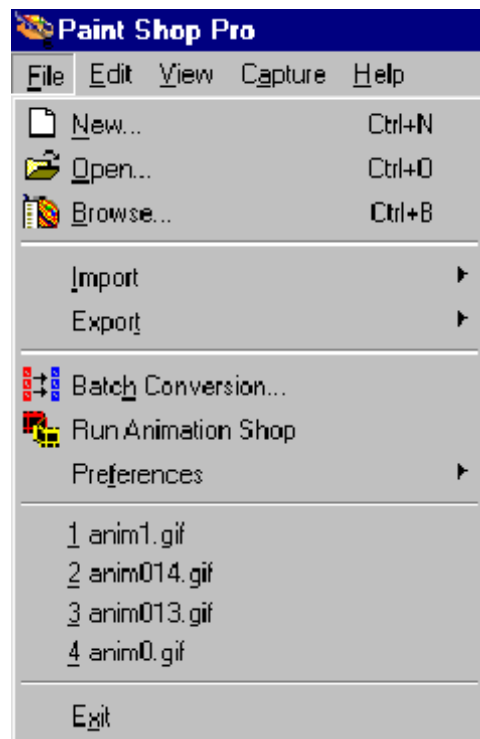 Paint Shop Pro
File Edit View Capture Help
New... Ctrl+N
Open... Ctrl+O
Browse... Ctrl+B
Import
Export
Batch Conversion...
Run Animation Shop
Preferences
1 anim1.gif
2 anim014.gif
3 anim013.gif
4 anim0.gif
Exit